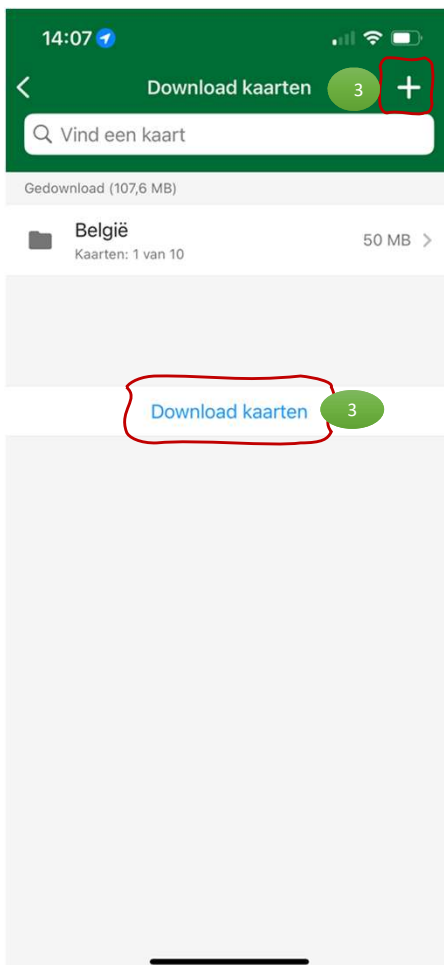 14:07
Download kaarten 3
Vind een kaart
Gedownload (107,6 MB)
België 50 MB
Kaarten: 1 van 10
Download kaarten 3